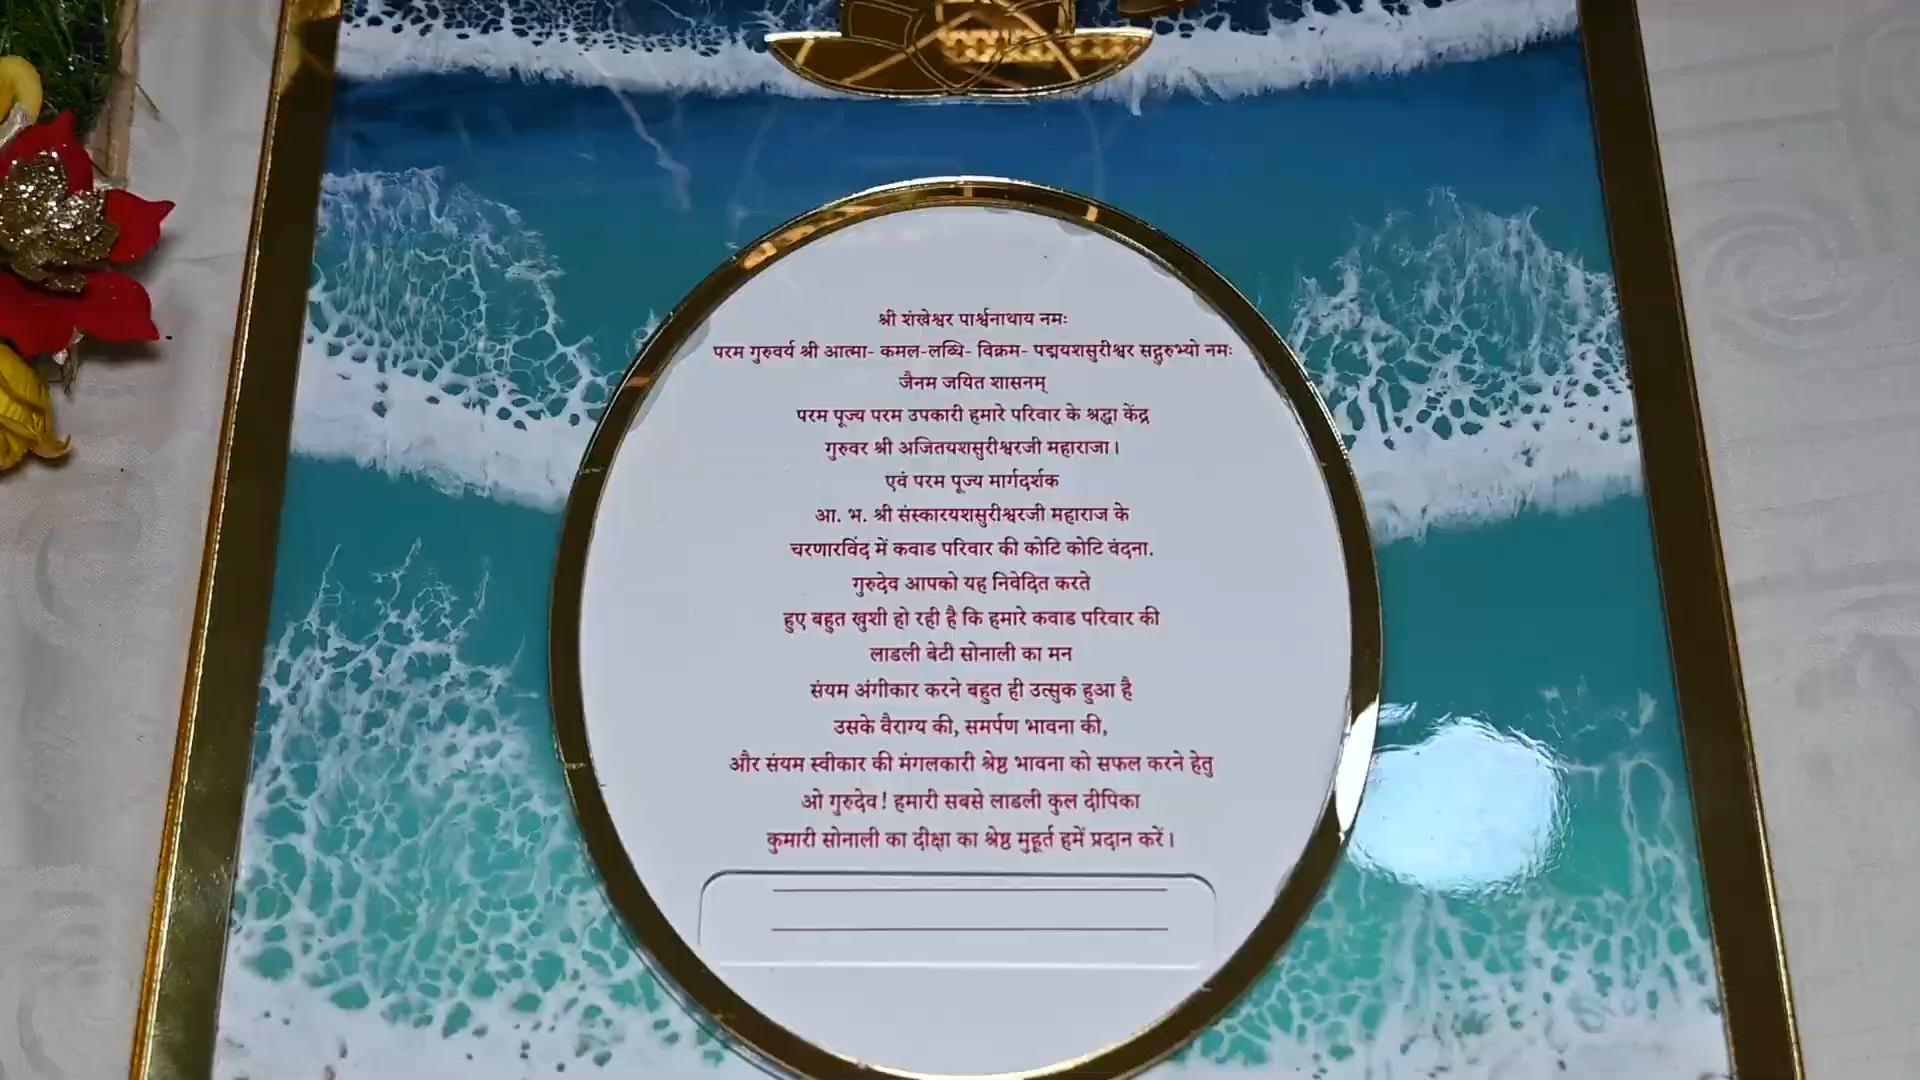 श्री शंखेश्वर पार्श्वनाथाय नमः
परम गुरुवर्य श्री आत्मा- कमल-लब्धि- विक्रम- पद्मयशसुरीश्वर सद्गुरुभ्यो नमः
जैनम जयित शासनम्
परम पूज्य परम उपकारी हमारे परिवार के श्रद्धा केंद्र
गुरुवर श्री अजितयशसुरीश्वरजी महाराजा।
एवं परम पूज्य मार्गदर्शक
आ. भ. श्री संस्कारयशसुरीश्वरजी महाराज के
चरणारविंद में कवाड परिवार की कोटि कोटि वंदना.
गुरुदेव आपको यह निवेदित करते
हुए बहुत खुशी हो रही है कि हमारे कवाड परिवार की
लाडली बेटी सोनाली का मन
संयम अंगीकार करने बहुत ही उत्सुक हुआ है
उसके वैराग्य की, समर्पण भावना की,
और संयम स्वीकार की मंगलकारी श्रेष्ठ भावना को सफल करने हेतु
ओ गुरुदेव! हमारी सबसे लाडली कुल दीपिका
कुमारी सोनाली का दीक्षा का श्रेष्ठ मुहूर्त हमें प्रदान करें।